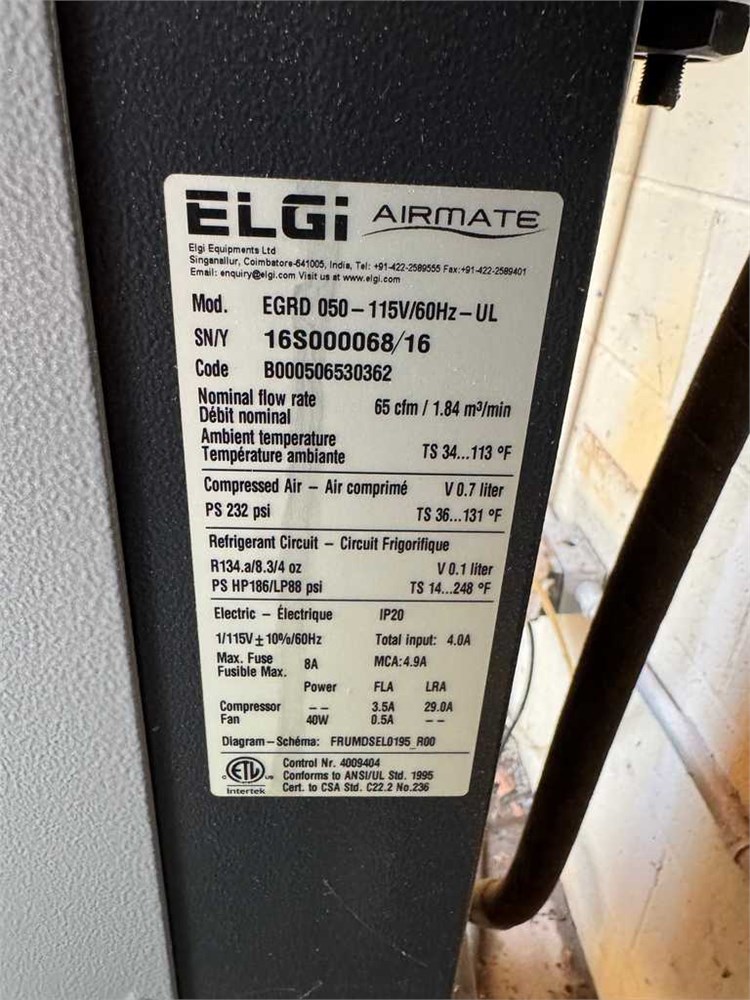 ELGi AIRMATE
Elgi Equipments Ltd
Singanallur, Coimbatore-641005, India, Tel: +91-422-2589555 Fax:+91-422-2589401
Email: enquiry@elgi.com Visit us at www.elgi.com
Mod. EGRD 050-115V/60Hz-UL
SN/Y 16S000068/16
Code B000506530362
Nominal flow rate
Débit nominal 65 cfm / 1.84 m³/min
Ambient temperature
Température ambiante TS 34...113 ºF
Compressed Air – Air comprimé V 0.7 liter
PS 232 psi TS 36...131 ºF
Refrigerant Circuit – Circuit Frigorifique
R134.a/8.3/4 oz V 0.1 liter
PS HP186/LP88 psi TS 14...248 ºF
Electric – Électrique IP20
1/115V ± 10%/60Hz Total input: 4.0A
Max. Fuse
Fusible Max. 8A MCA:4.9A
Power FLA LRA
Compressor -- 3.5A 29.0A
Fan 40W 0.5A --
Diagram-Schéma: FRUMDSEL0195_R00
ETL Control Nr. 4009404
c us Conforms to ANSI/UL Std. 1995
Intertek Cert. to CSA Std. C22.2 No.236